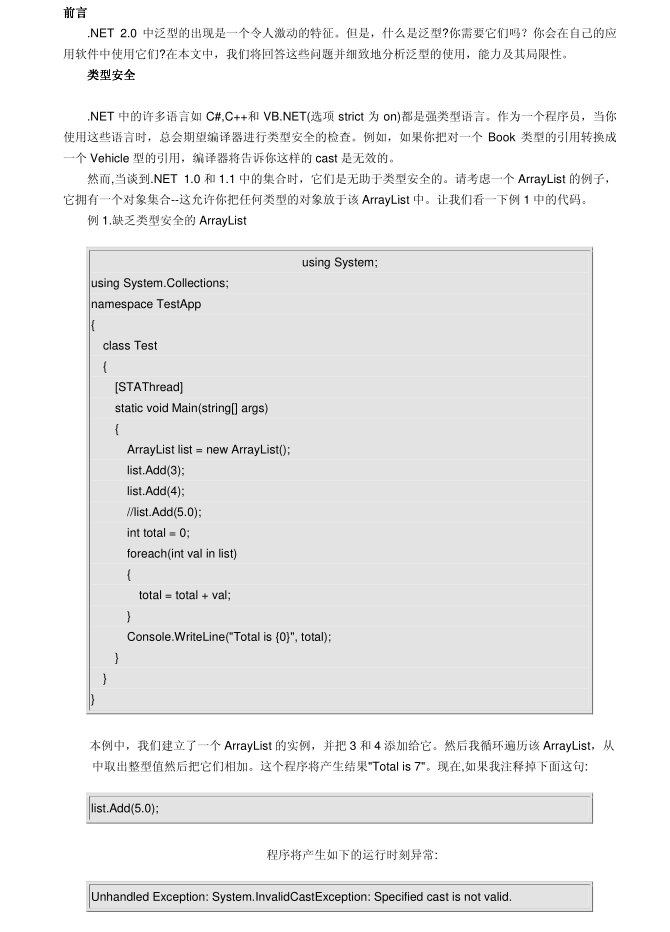 前言
.NET 2.0 中泛型的出现是一个令人激动的特征。但是，什么是泛型?你需要它们吗？你会在自己的应
用软件中使用它们?在本文中，我们将回答这些问题并细致地分析泛型的使用，能力及其局限性。
类型安全
.NET 中的许多语言如 C#,C++和 VB.NET(选项 strict 为 on)都是强类型语言。作为一个程序员，当你
使用这些语言时，总会期望编译器进行类型安全的检查。例如，如果你把对一个 Book 类型的引用转换成
一个 Vehicle 型的引用，编译器将告诉你这样的 cast 是无效的。
然而,当谈到.NET 1.0 和 1.1 中的集合时，它们是无助于类型安全的。请考虑一个 ArrayList 的例子，
它拥有一个对象集合--这允许你把任何类型的对象放于该 ArrayList 中。让我们看一下例 1 中的代码。
例 1.缺乏类型安全的 ArrayList
using System;
using System.Collections;
namespace TestApp
{
class Test
{
[STAThread]
static void Main(string[] args)
{
ArrayList list = new ArrayList();
list.Add(3);
list.Add(4);
//list.Add(5.0);
int total = 0;
foreach(int val in list)
{
total = total + val;
}
Console.WriteLine("Total is {0}", total);
}
}
}
本例中，我们建立了一个 ArrayList 的实例，并把 3 和 4 添加给它。然后我循环遍历该 ArrayList，从
中取出整型值然后把它们相加。这个程序将产生结果"Total is 7"。现在,如果我注释掉下面这句:
list.Add(5.0);
程序将产生如下的运行时刻异常:
Unhandled Exception: System.InvalidCastException: Specified cast is not valid.